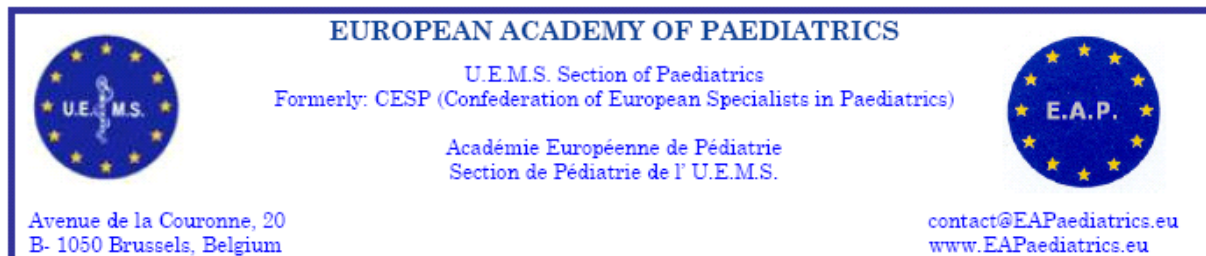 EUROPEAN ACADEMY OF PAEDIATRICS
U.E.M.S. Section of Paediatrics
Formerly: CESP (Confederation of European Specialists in Paediatrics)
U.E. M.S.
E.A.P.
Académie Européenne de Pédiatrie
Section de Pédiatrie de l' U.E.M.S.
Avenue de la Couronne, 20
B- 1050 Brussels, Belgium
contact@EAPaediatrics.eu
www.EAPaediatrics.eu